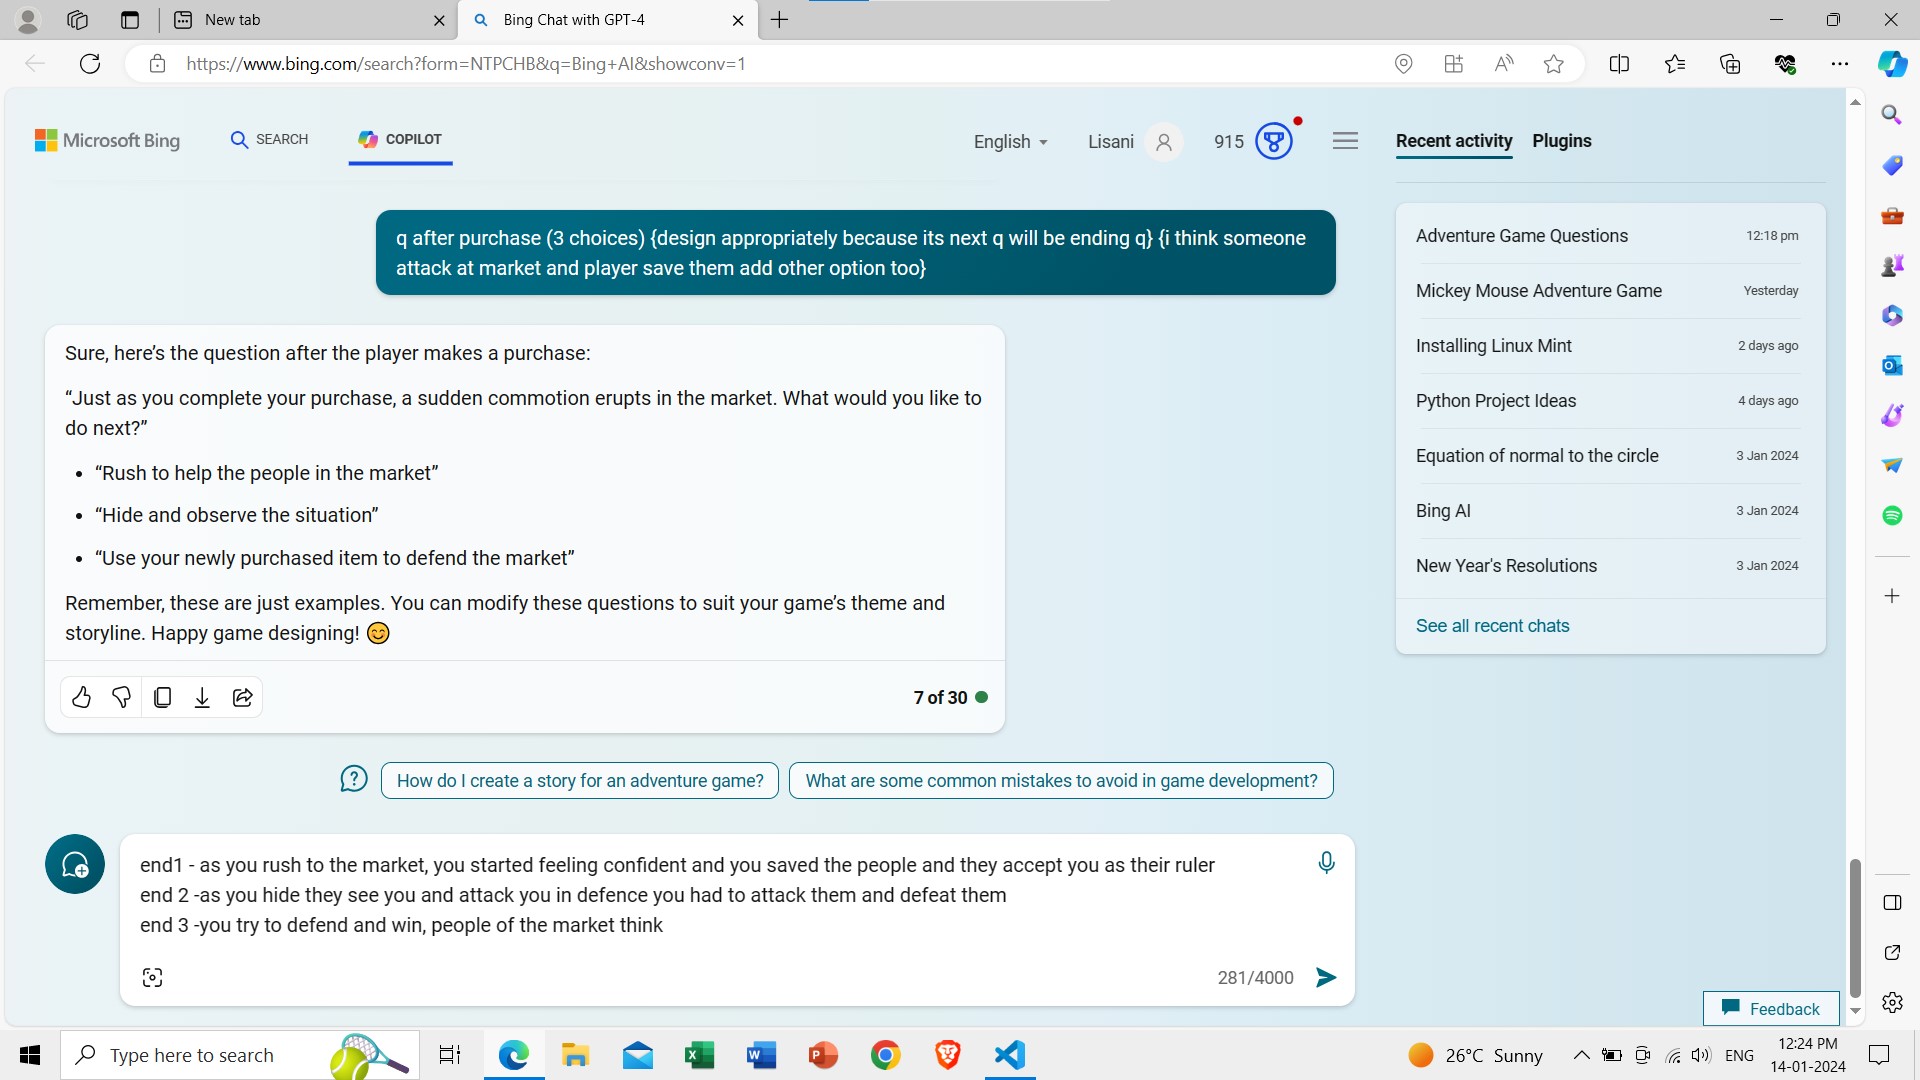 New tab
Bing Chat with GPT-4
https://www.bing.com/search?form=NTPCHB&q=Bing+AI&showconv=1
Microsoft Bing
SEARCH
COPILOT
English
Lisani
915
Recent activity
Plugins
q after purchase (3 choices) {design appropriately because its next q will be ending q} {i think someone
attack at market and player save them add other option too}
Sure, here’s the question after the player makes a purchase:
“Just as you complete your purchase, a sudden commotion erupts in the market. What would you like to
do next?”
• “Rush to help the people in the market”
• “Hide and observe the situation”
• “Use your newly purchased item to defend the market”
Remember, these are just examples. You can modify these questions to suit your game’s theme and
storyline. Happy game designing! 😊
7 of 30
How do I create a story for an adventure game?
What are some common mistakes to avoid in game development?
end1 - as you rush to the market, you started feeling confident and you saved the people and they accept you as their ruler
end 2 -as you hide they see you and attack you in defence you had to attack them and defeat them
end 3 -you try to defend and win, people of the market think
281/4000
Adventure Game Questions 12:18 pm
Mickey Mouse Adventure Game Yesterday
Installing Linux Mint 2 days ago
Python Project Ideas 4 days ago
Equation of normal to the circle 3 Jan 2024
Bing AI 3 Jan 2024
New Year's Resolutions 3 Jan 2024
See all recent chats
Feedback
Type here to search
26°C Sunny
ENG
12:24 PM
14-01-2024